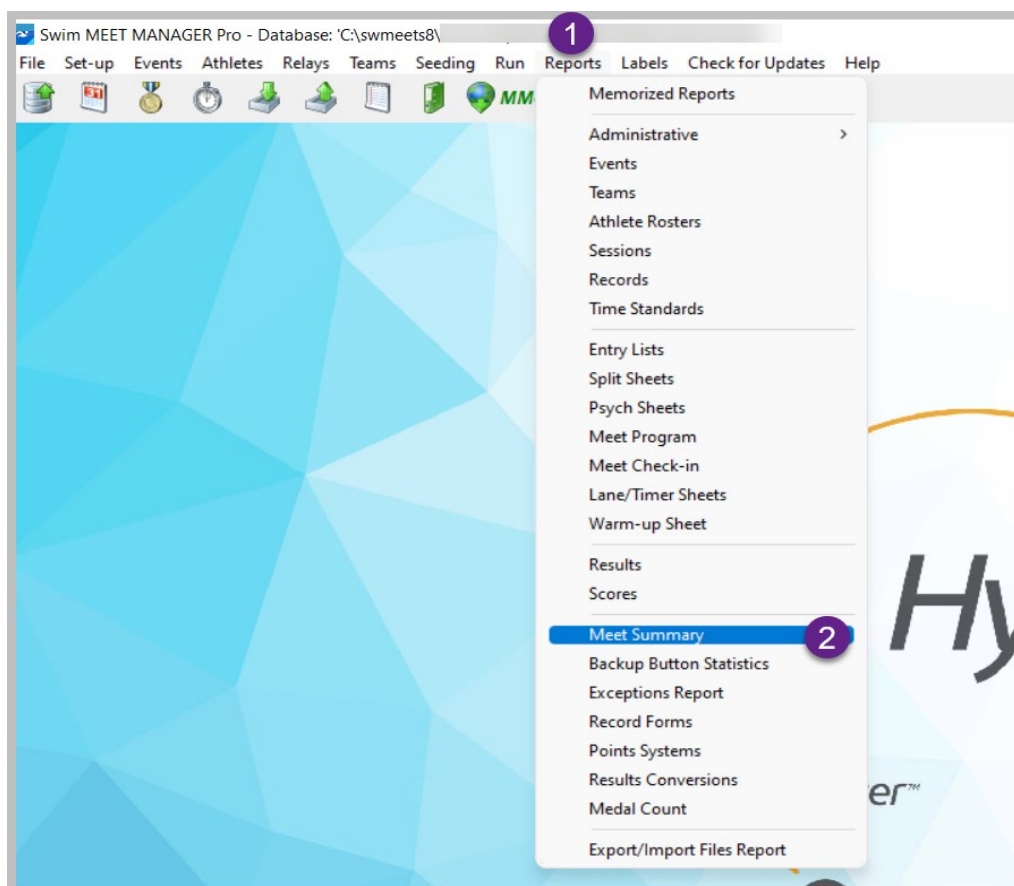 Swim MEET MANAGER Pro - Database: 'C:\swmeets8\
1
File Set-up Events Athletes Relays Teams Seeding Run Reports Labels Check for Updates Help
31
MM
Memorized Reports
Administrative >
Events
Teams
Athlete Rosters
Sessions
Records
Time Standards
Entry Lists
Split Sheets
Psych Sheets
Meet Program
Meet Check-in
Lane/Timer Sheets
Warm-up Sheet
Results
Scores
Hy
Meet Summary 2
Backup Button Statistics
Exceptions Report
Record Forms
Points Systems
Results Conversions
er™
Medal Count
Export/Import Files Report